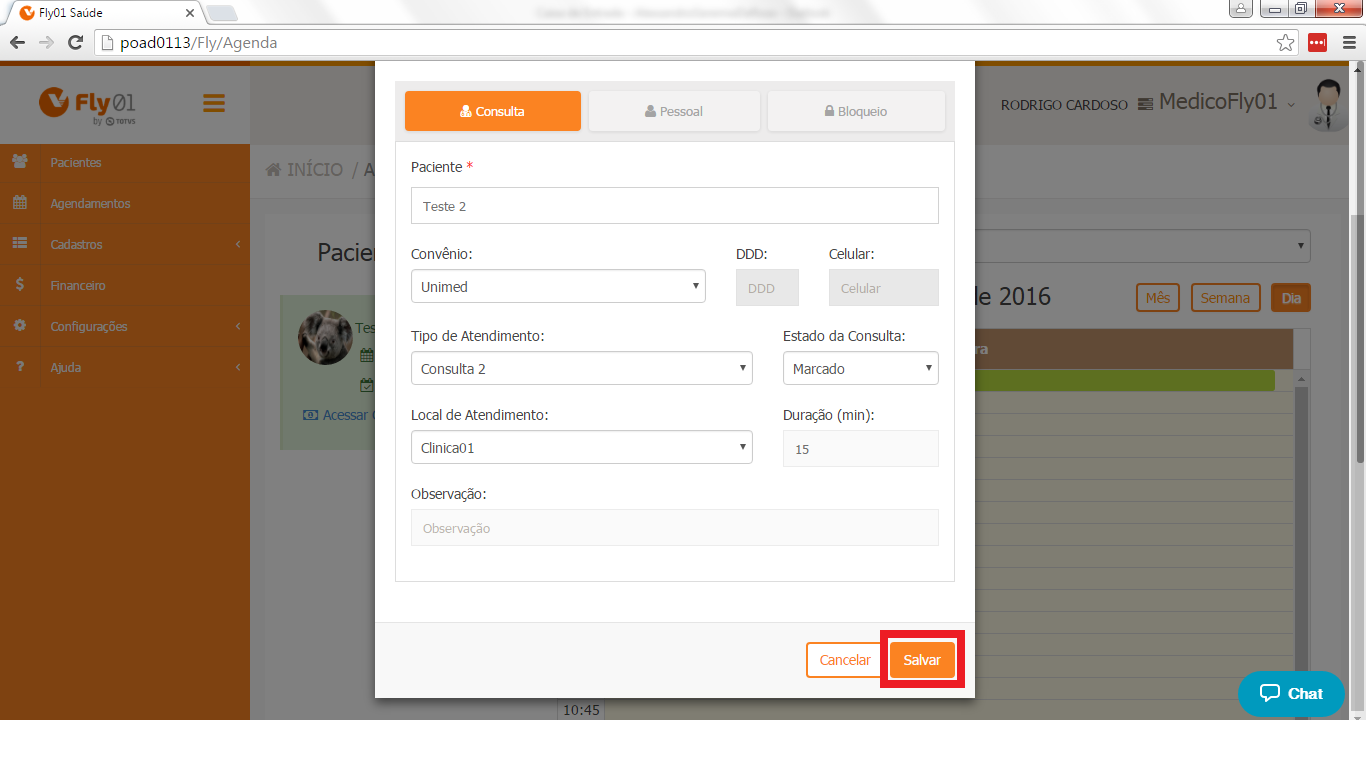 Fly01 Saúde
poad0113/Fly/Agenda
Fly01
by TOTVS
RODRIGO CARDOSO MedicoFly01
Pacientes
Agendamentos
Cadastros
Financeiro
Configurações
Ajuda
INÍCIO / A
Pacie
Tes
Acessar
Consulta
Pessoal
Bloqueio
Paciente *
Teste 2
Convênio: DDD: Celular:
Unimed DDD Celular
Tipo de Atendimento: Estado da Consulta:
Consulta 2 Marcado
Local de Atendimento: Duração (min):
Clinica01 15
Observação:
Observação
Cancelar Salvar
de 2016 Mês Semana Dia
ra
10:45
Chat